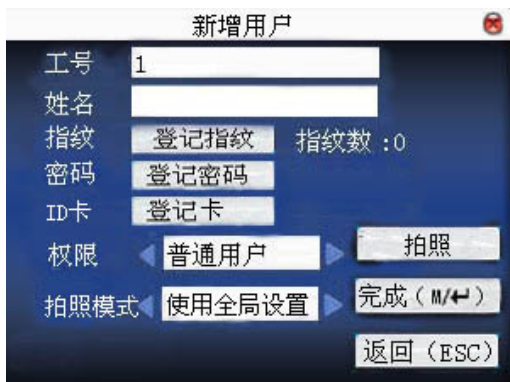 新增用户
工号 1
姓名
指纹 登记指纹 指纹数 :0
密码 登记密码
ID卡 登记卡
权限 普通用户 拍照
拍照模式 使用全局设置 完成（M/↵）
返回（ESC）